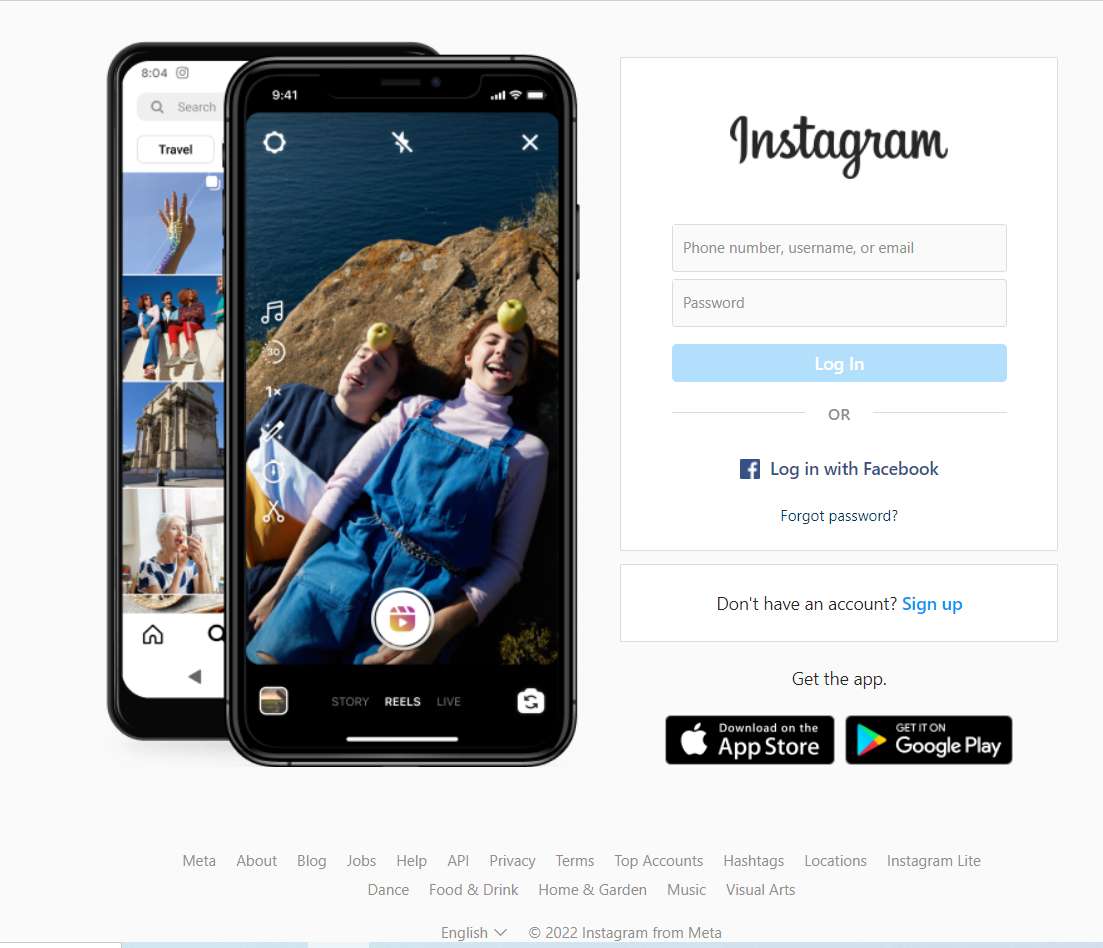 8:04
Search
Travel
9:41
30
1×
STORY REELS LIVE
Instagram
Phone number, username, or email
Password
Log In
OR
Log in with Facebook
Forgot password?
Don't have an account? Sign up
Get the app.
Download on the
App Store
GET IT ON
Google Play
Meta About Blog Jobs Help API Privacy Terms Top Accounts Hashtags Locations Instagram Lite
Dance Food & Drink Home & Garden Music Visual Arts
English © 2022 Instagram from Meta